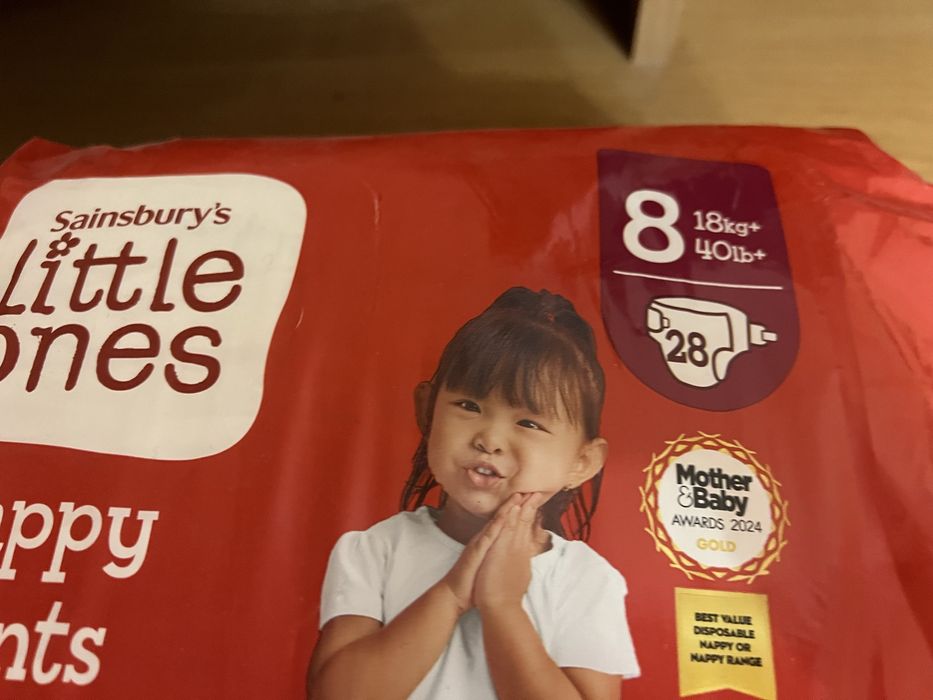 Sainsbury's
little
ones
8
18kg+
40lb+
28
appy
nts
Mother
&Baby
AWARDS 2024
GOLD
BEST VALUE
DISPOSABLE
NAPPY OR
NAPPY RANGE